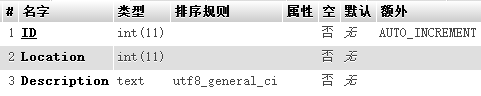 # 名字 类型 排序规则 属性 空 默认 额外
1 ID int(11) 否 无 AUTO_INCREMENT
2 Location int(11) 否 无
3 Description text utf8_general_ci 否 无